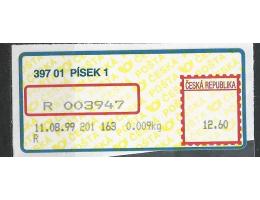 397 01 PÍSEK 1
ČESKÁ REPUBLIKA
R 003947
12.60
11.08.99 201 163 0.009kg
R